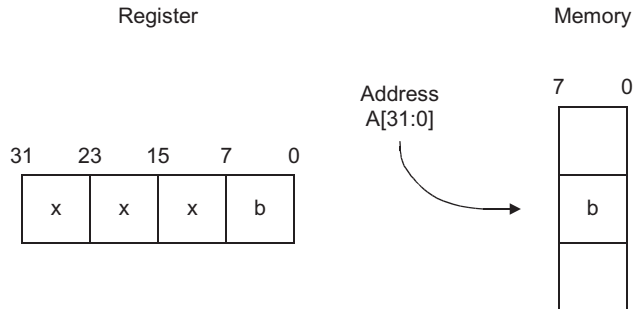 Register
Memory
7 0
Address
A[31:0]
31 23 15 7 0
x x x b
b